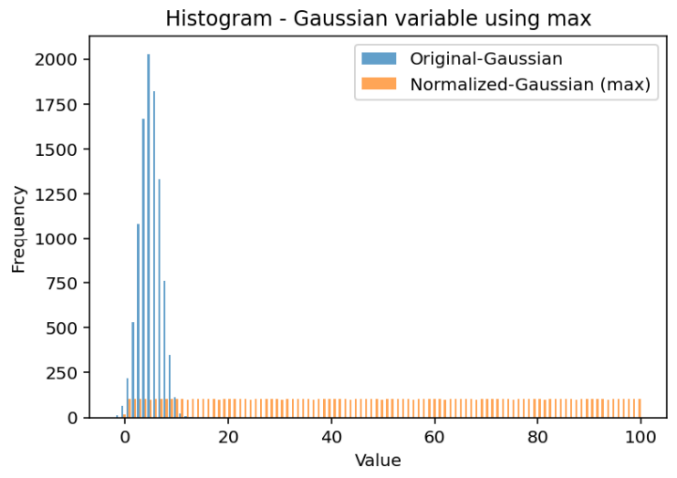 Histogram - Gaussian variable using max
Original-Gaussian
Normalized-Gaussian (max)
Frequency
2000
1750
1500
1250
1000
750
500
250
0
0 20 40 60 80 100
Value